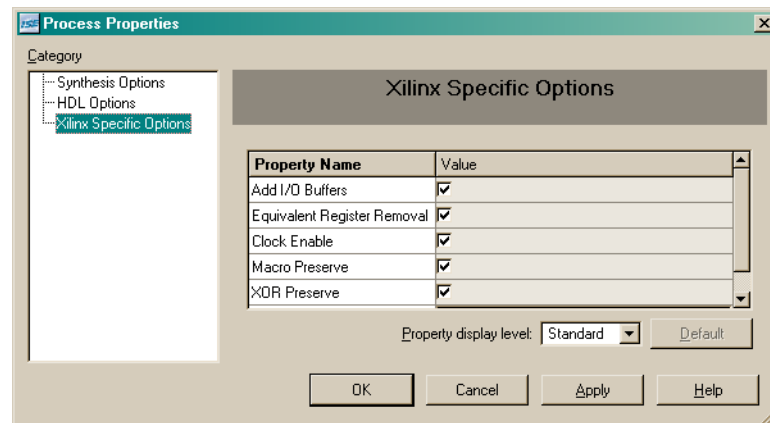 ISE Process Properties
Category
Synthesis Options
HDL Options
Xilinx Specific Options
Xilinx Specific Options
Property Name Value
Add I/O Buffers
Equivalent Register Removal
Clock Enable
Macro Preserve
XOR Preserve
Property display level: Standard Default
OK Cancel Apply Help